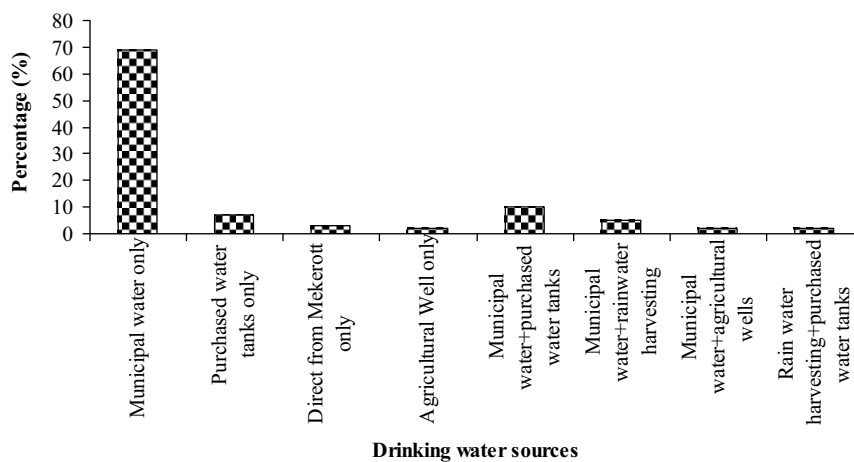 80
70
60
50
40
30
20
10
0
Percentage (%)
Municipal water only
Purchased water
tanks only
Direct from Mekerott
only
Agricultural Well only
Municipal
water+purchased
water tanks
Municipal
water+rainwater
harvesting
Municipal
water+agricultural
wells
Rain water
harvesting+purchased
water tanks
Drinking water sources